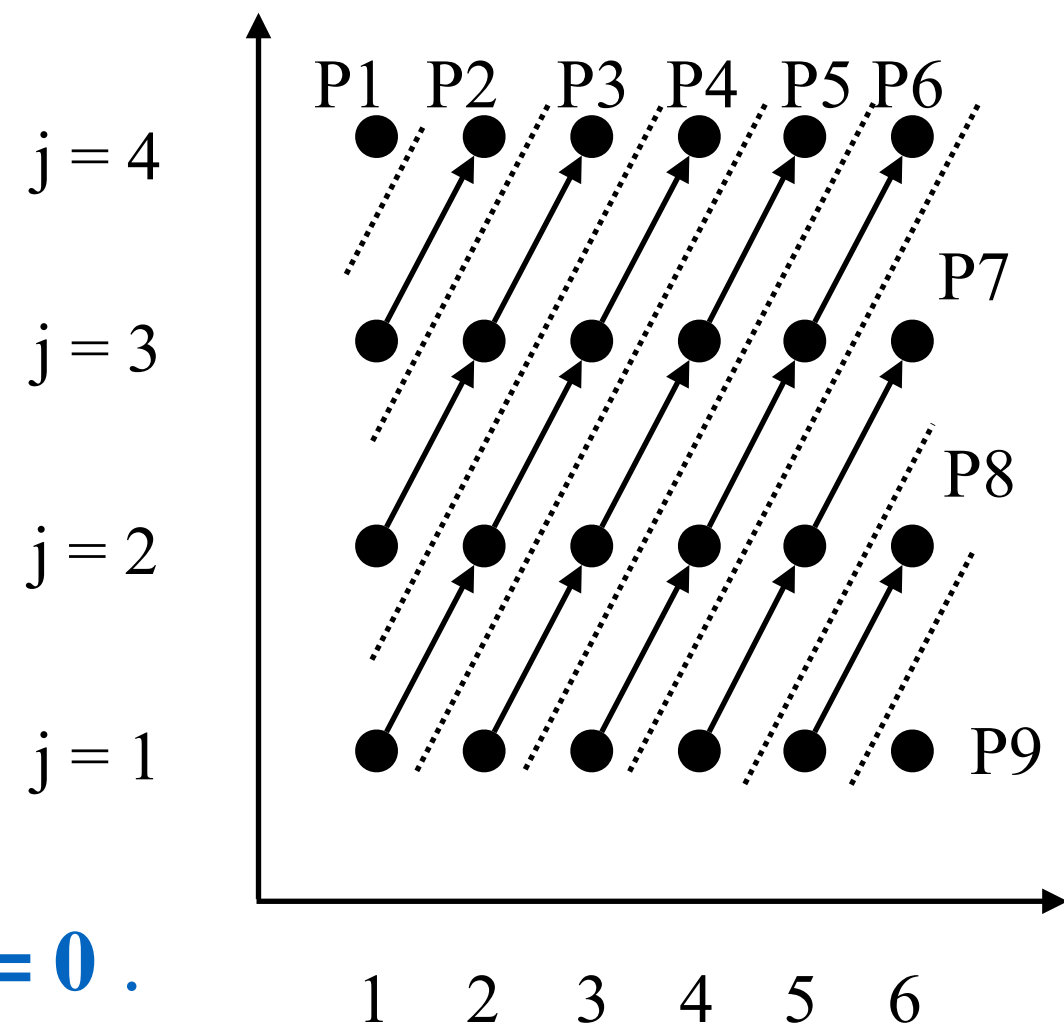 P1 P2 P3 P4 P5 P6
j = 4
P7
j = 3
P8
j = 2
j = 1 P9
= 0 .
1 2 3 4 5 6